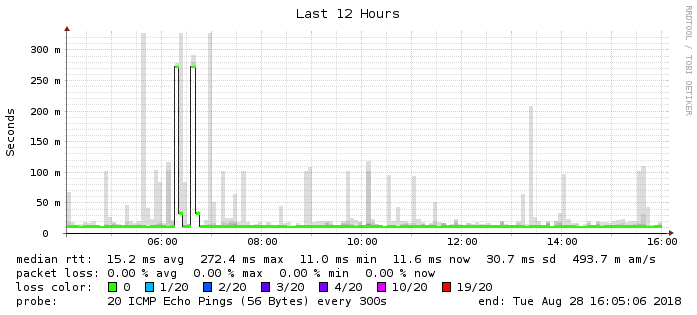 Last 12 Hours
RRDTOOL / TOBI OETIKER
Seconds
300 m
250 m
200 m
150 m
100 m
50 m
0
06:00 08:00 10:00 12:00 14:00 16:00
median rtt: 15.2 ms avg 272.4 ms max 11.0 ms min 11.6 ms now 30.7 ms sd 493.7 m am/s
packet loss: 0.00 % avg 0.00 % max 0.00 % min 0.00 % now
loss color: 0 1/20 2/20 3/20 4/20 10/20 19/20
probe: 20 ICMP Echo Pings (56 Bytes) every 300s end: Tue Aug 28 16:05:06 2018